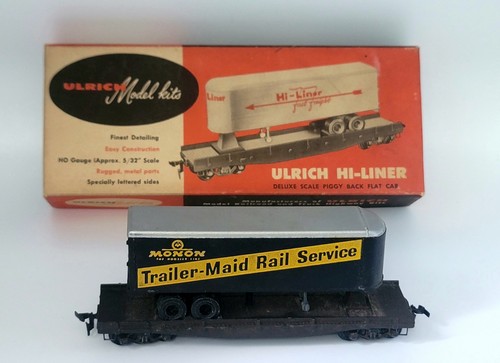 ULRICH Model kits
Finest Detailing
Easy Construction
HO Gauge (Approx. 5/32" Scale
Rugged, metal parts
Specially lettered sides
Liner
Hi-Liner
ULRICH HI-LINER
DELUXE SCALE PIGGY BACK FLAT CAR
MONON
THE HOOSIER LINE
Trailer-Maid Rail Service